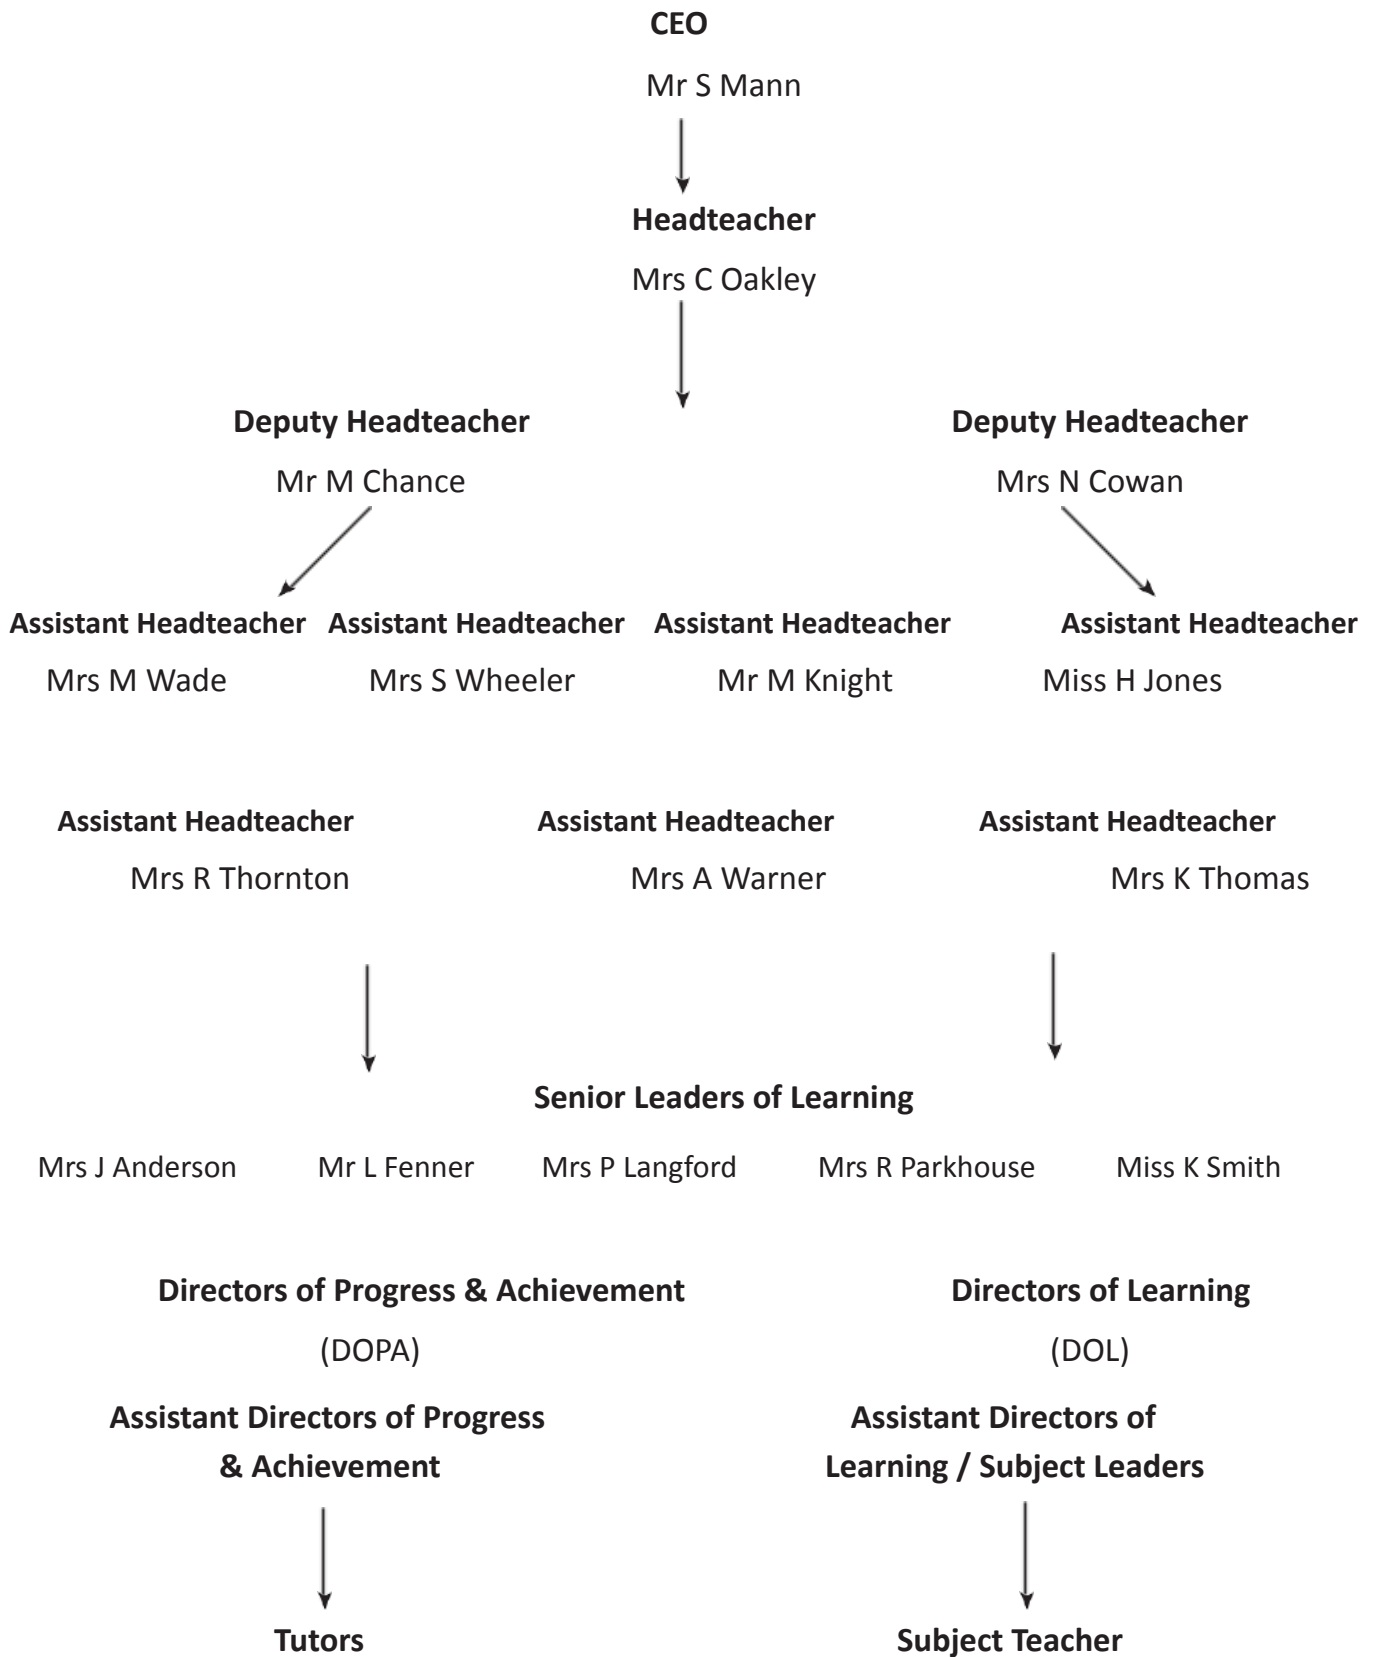 CEO
Mr S Mann
Headteacher
Mrs C Oakley
Deputy Headteacher Deputy Headteacher
Mr M Chance Mrs N Cowan
Assistant Headteacher Assistant Headteacher Assistant Headteacher Assistant Headteacher
Mrs M Wade Mrs S Wheeler Mr M Knight Miss H Jones
Assistant Headteacher Assistant Headteacher Assistant Headteacher
Mrs R Thornton Mrs A Warner Mrs K Thomas
Senior Leaders of Learning
Mrs J Anderson Mr L Fenner Mrs P Langford Mrs R Parkhouse Miss K Smith
Directors of Progress & Achievement Directors of Learning
(DOPA) (DOL)
Assistant Directors of Progress Assistant Directors of
& Achievement Learning / Subject Leaders
Tutors Subject Teacher